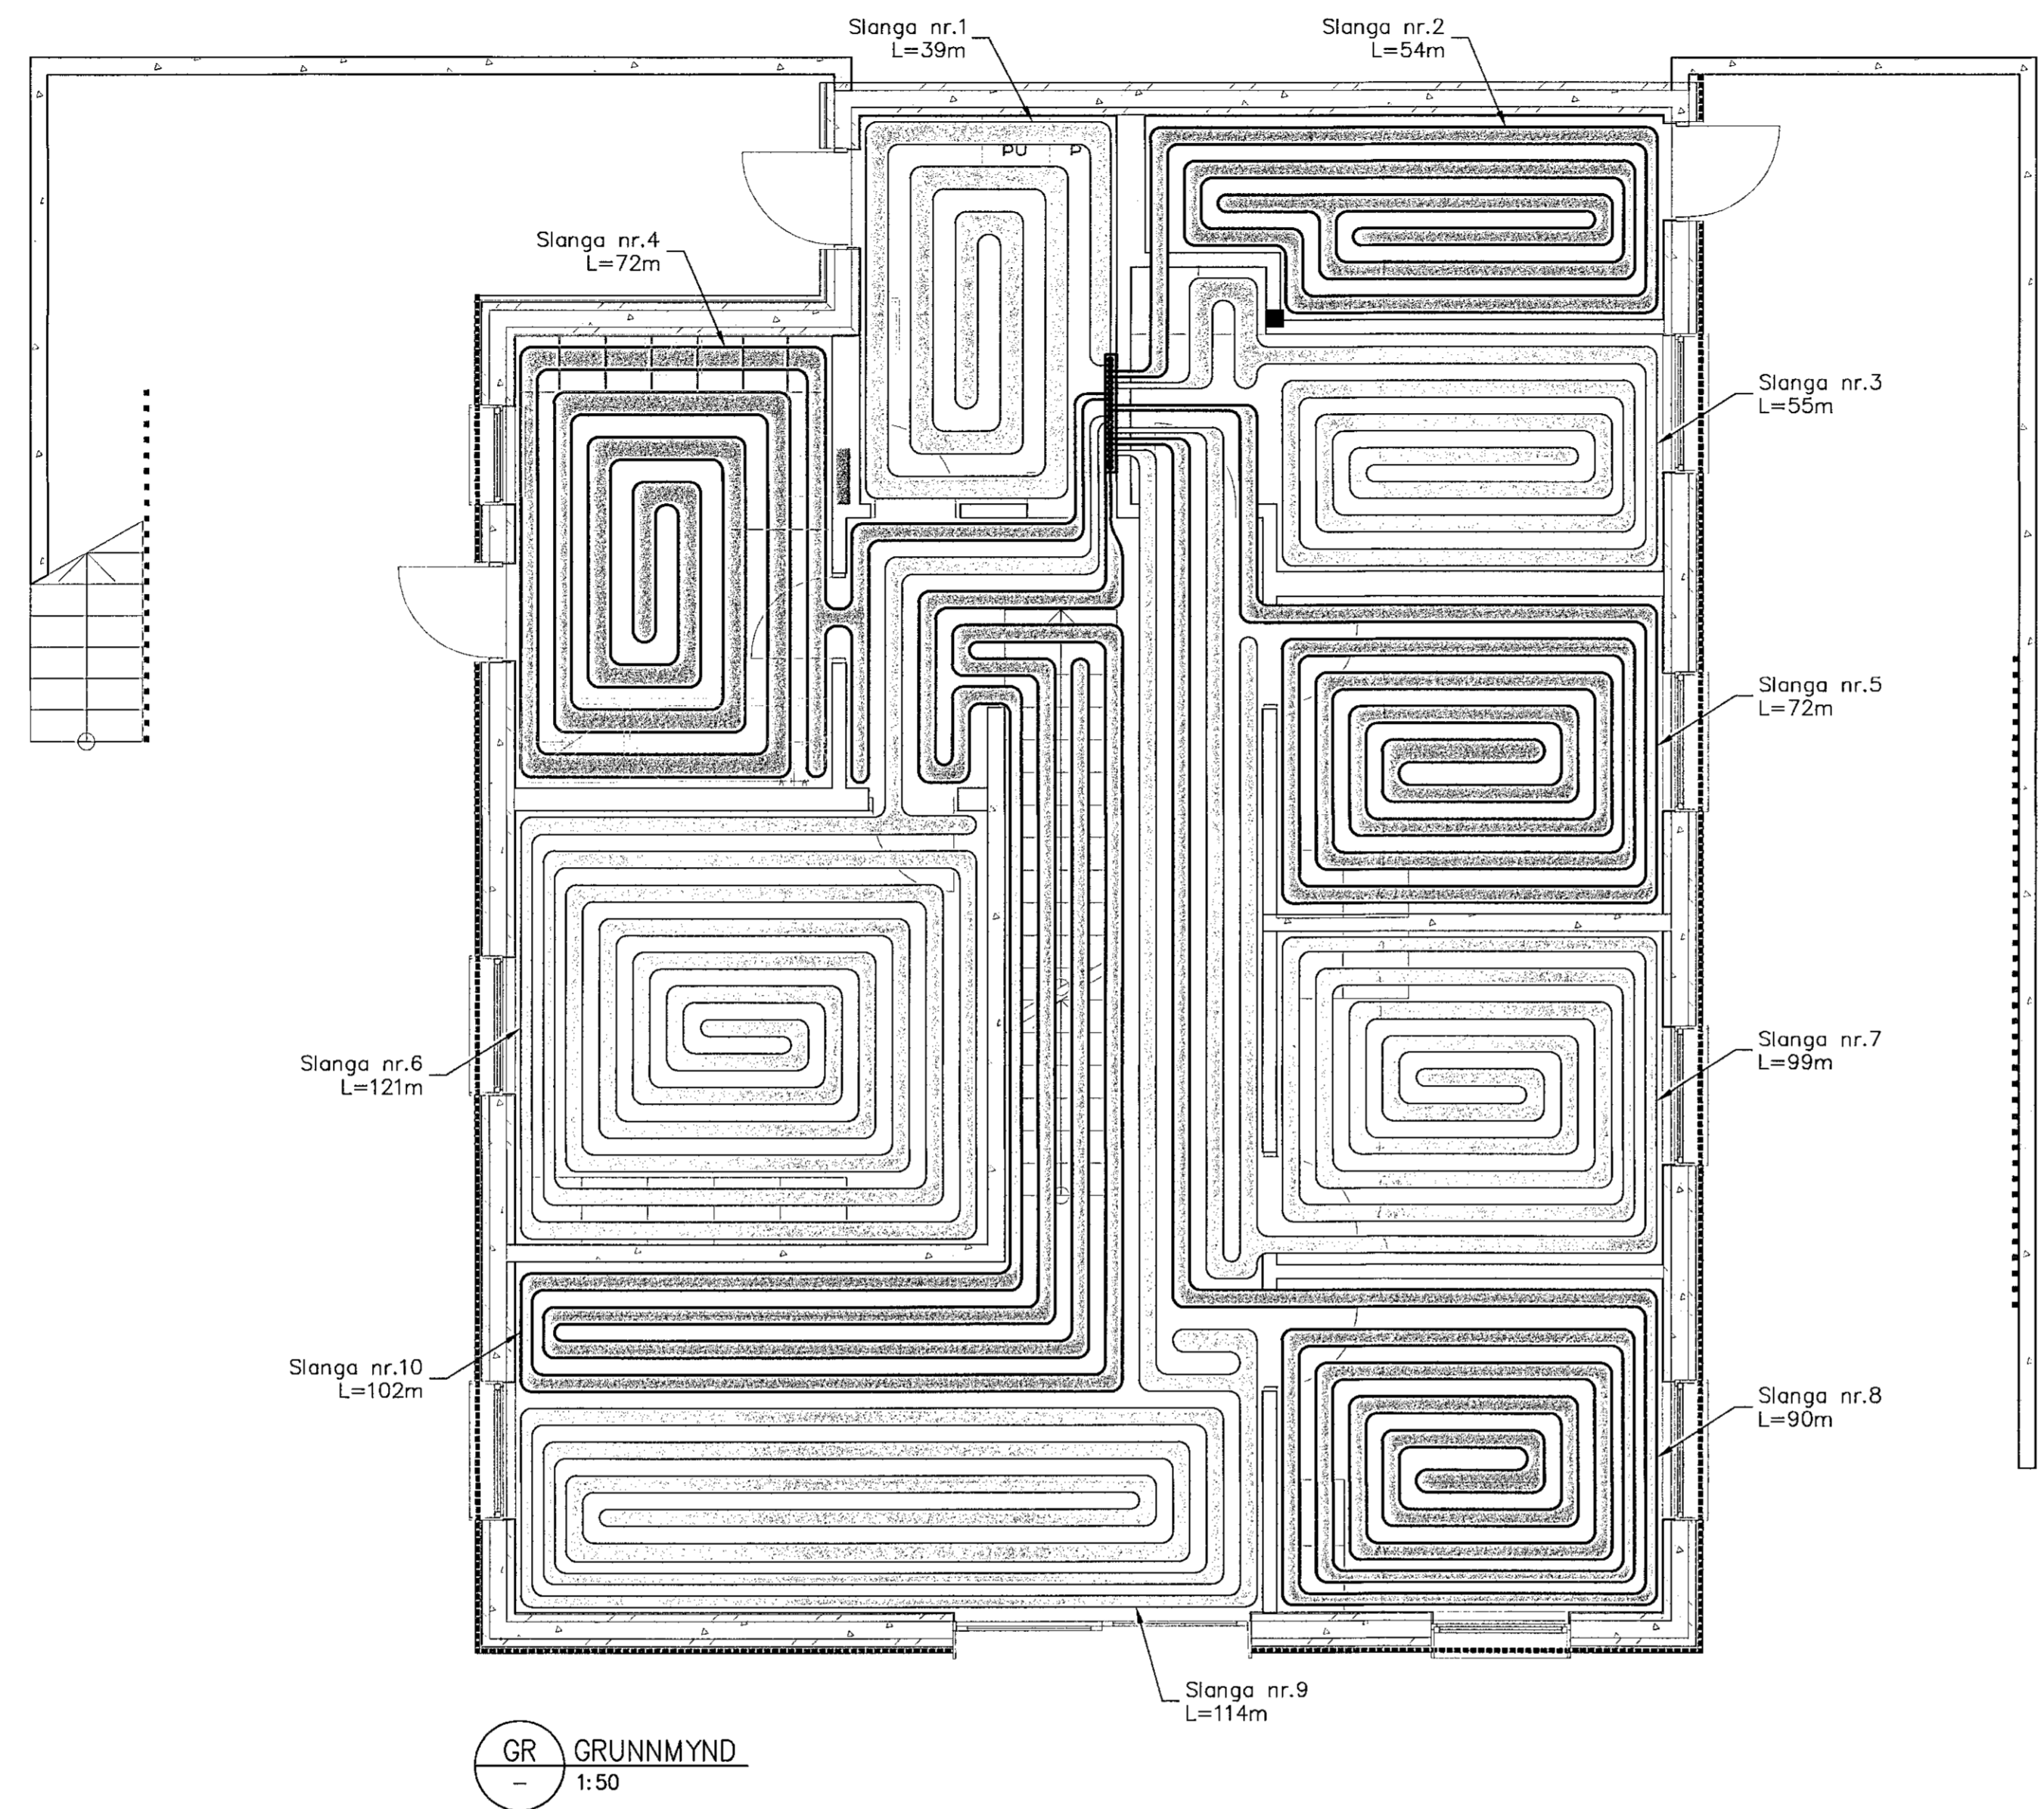 Slanga nr.1
L=39m
Slanga nr.2
L=54m
PU P
Slanga nr.4
L=72m
Slanga nr.3
L=55m
Slanga nr.5
L=72m
Slanga nr.6
L=121m
Slanga nr.7
L=99m
Slanga nr.10
L=102m
Slanga nr.8
L=90m
Slanga nr.9
L=114m
GR GRUNNMYND
- 1:50